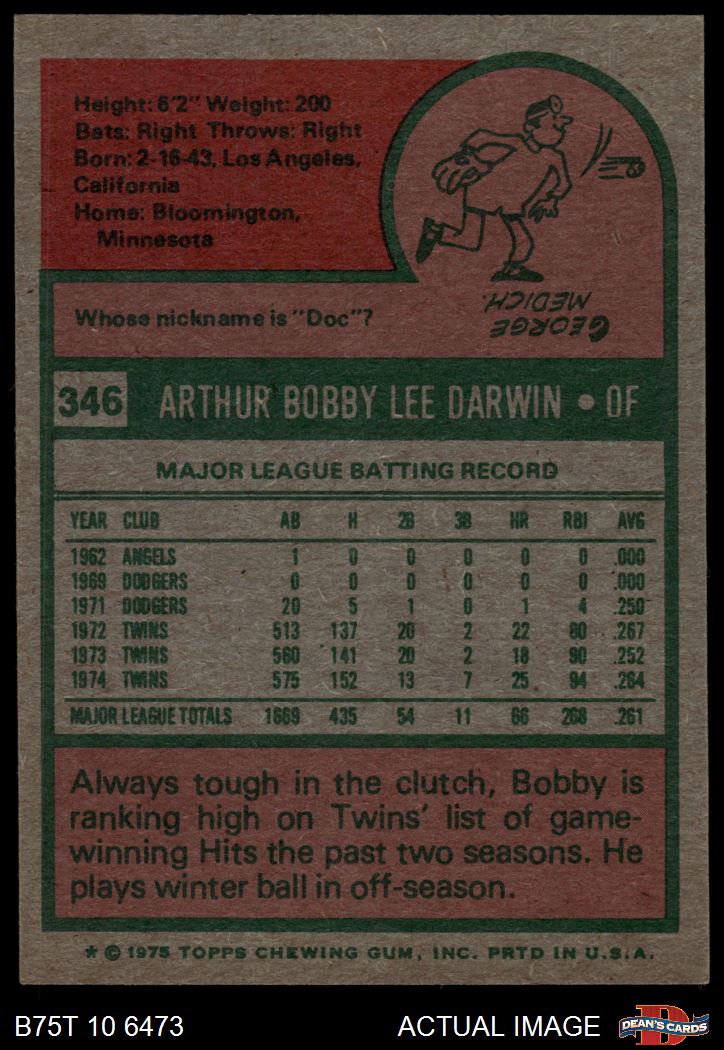 Height: 6'2" Weight: 200
Bats: Right Throws: Right
Born: 2-16-43, Los Angeles,
California
Home: Bloomington,
Minnesota
Whose nickname is "Doc"?
GEORGE
MEDICH.
346 ARTHUR BOBBY LEE DARWIN • OF
MAJOR LEAGUE BATTING RECORD
YEAR CLUB AB H 2B 3B HR RBI AVG
1962 ANGELS 1 0 0 0 0 0 .000
1969 DODGERS 0 0 0 0 0 0 .000
1971 DODGERS 20 5 1 0 1 4 .250
1972 TWINS 513 137 20 2 22 80 .267
1973 TWINS 560 141 20 2 18 90 .252
1974 TWINS 575 152 13 7 25 94 .264
MAJOR LEAGUE TOTALS 1669 435 54 11 66 268 .261
Always tough in the clutch, Bobby is
ranking high on Twins' list of game-
winning Hits the past two seasons. He
plays winter ball in off-season.
* © 1975 TOPPS CHEWING GUM, INC. PRTD IN U.S.A.
B75T 10 6473 ACTUAL IMAGE
DEAN'S CARDS